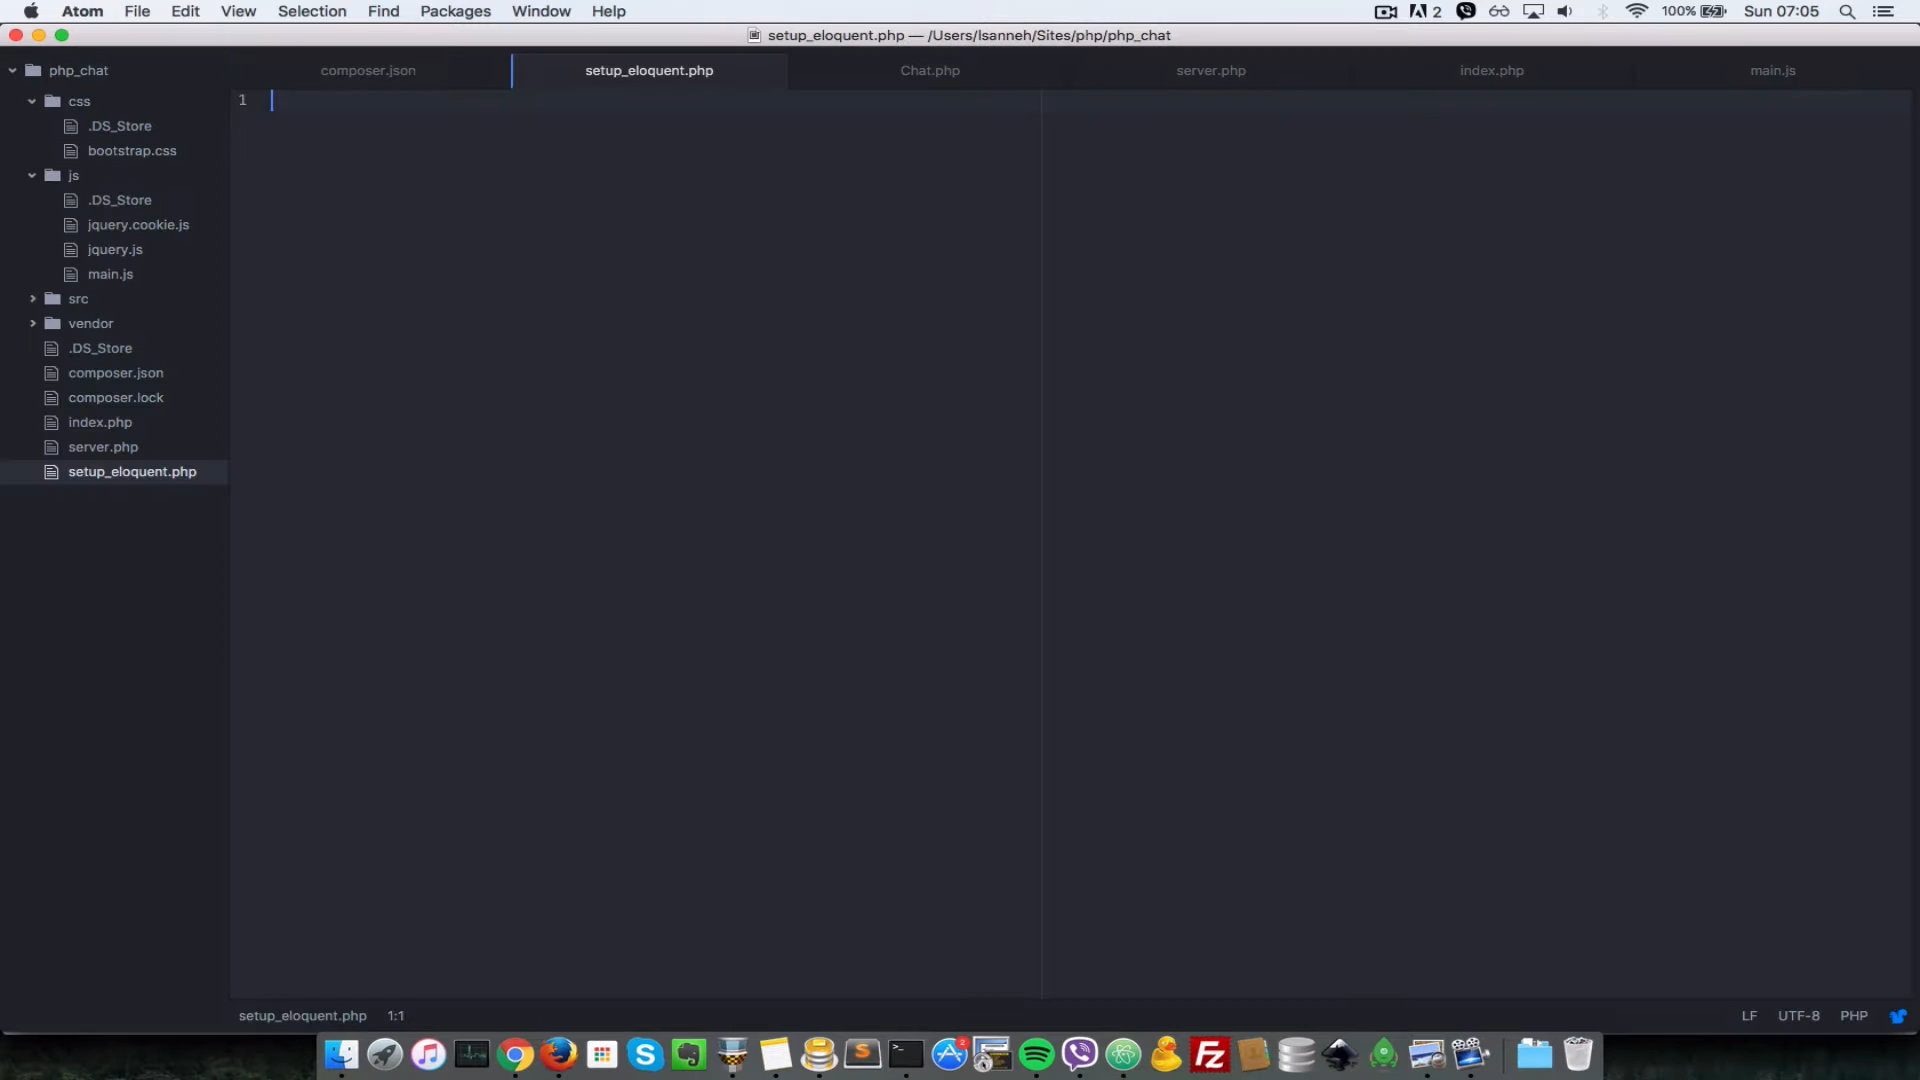 Atom File Edit View Selection Find Packages Window Help 2 100% Sun 07:05
setup_eloquent.php — /Users/lsanneh/Sites/php/php_chat
php_chat
css
.DS_Store
bootstrap.css
js
.DS_Store
jquery.cookie.js
jquery.js
main.js
src
vendor
.DS_Store
composer.json
composer.lock
index.php
server.php
setup_eloquent.php
composer.json setup_eloquent.php Chat.php server.php index.php main.js
1
setup_eloquent.php 1:1 LF UTF-8 PHP
2